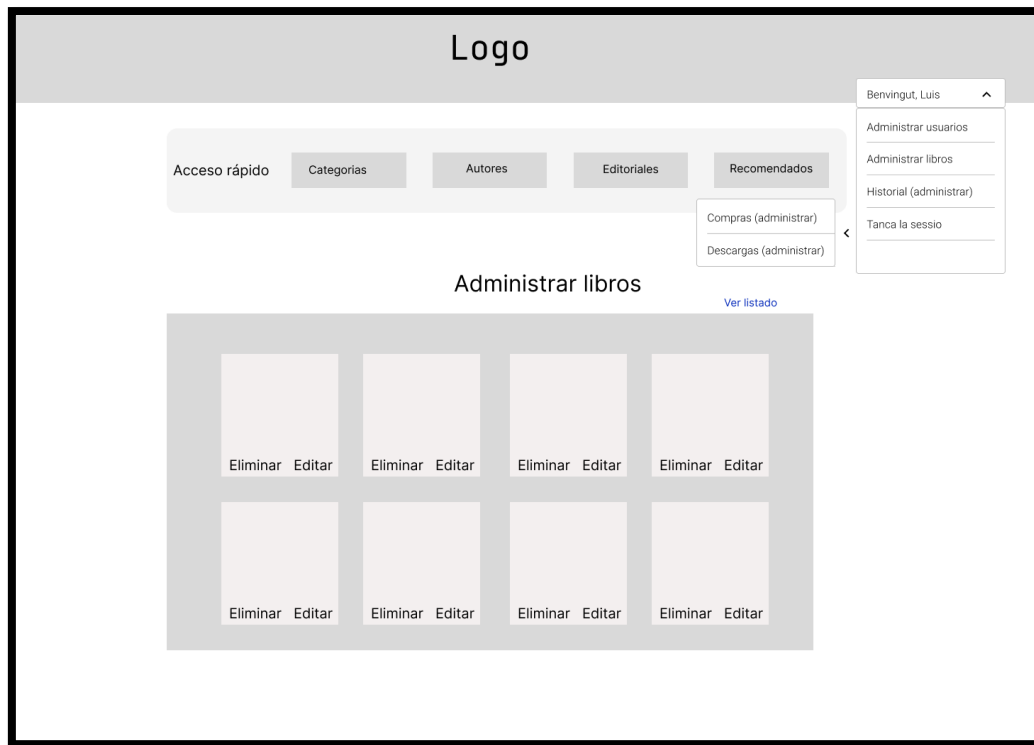 Logo
Benvingut, Luis
Administrar usuarios
Administrar libros
Historial (administrar)
Tanca la sessio
Acceso rápido Categorias Autores Editoriales Recomendados
Compras (administrar)
Descargas (administrar)
Administrar libros
Ver listado
Eliminar Editar Eliminar Editar Eliminar Editar Eliminar Editar
Eliminar Editar Eliminar Editar Eliminar Editar Eliminar Editar